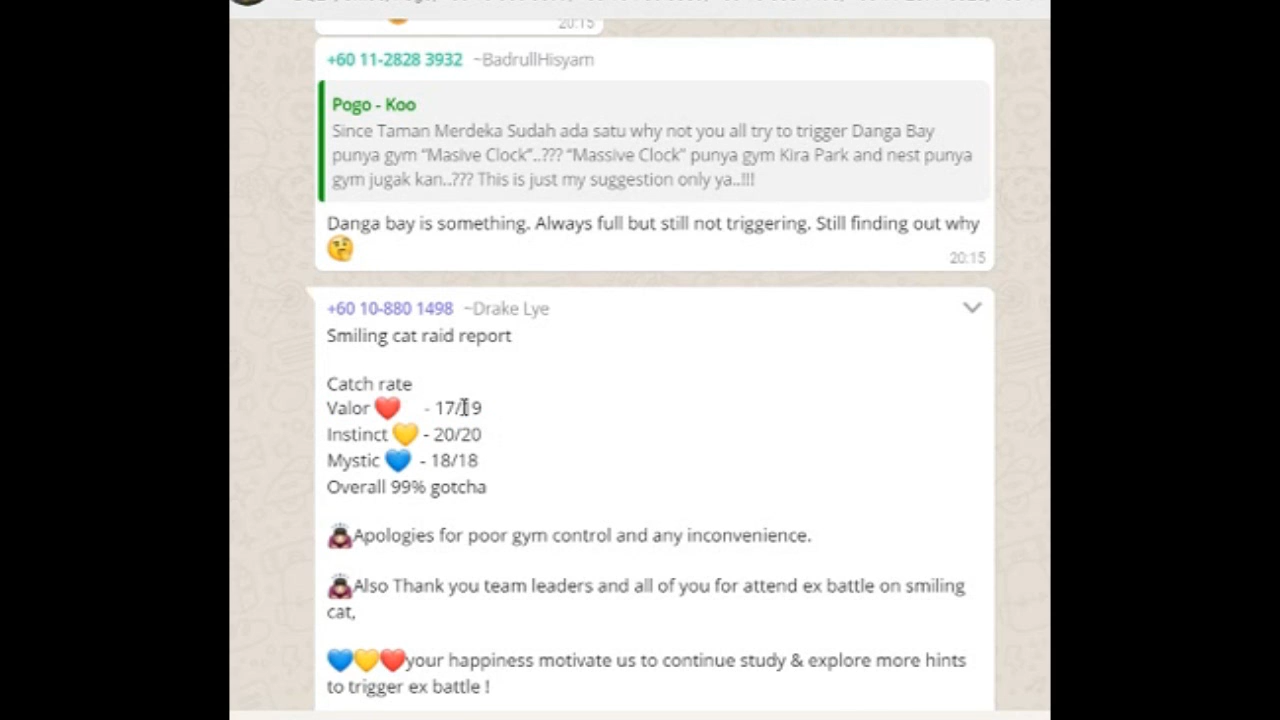 20:15
+60 11-2828 3932 ~BadrullHisyam
Pogo - Koo
Since Taman Merdeka Sudah ada satu why not you all try to trigger Danga Bay
punya gym “Masive Clock”..??? “Massive Clock” punya gym Kira Park and nest punya
gym jugak kan..??? This is just my suggestion only ya..!!!
Danga bay is something. Always full but still not triggering. Still finding out why
🤔
20:15
+60 10-880 1498 ~Drake Lye
Smiling cat raid report
Catch rate
Valor ❤️ - 17/19
Instinct 💛 - 20/20
Mystic 💙 - 18/18
Overall 99% gotcha
🙇Apologies for poor gym control and any inconvenience.
🙇Also Thank you team leaders and all of you for attend ex battle on smiling
cat,
💙💛❤️your happiness motivate us to continue study & explore more hints
to trigger ex battle !